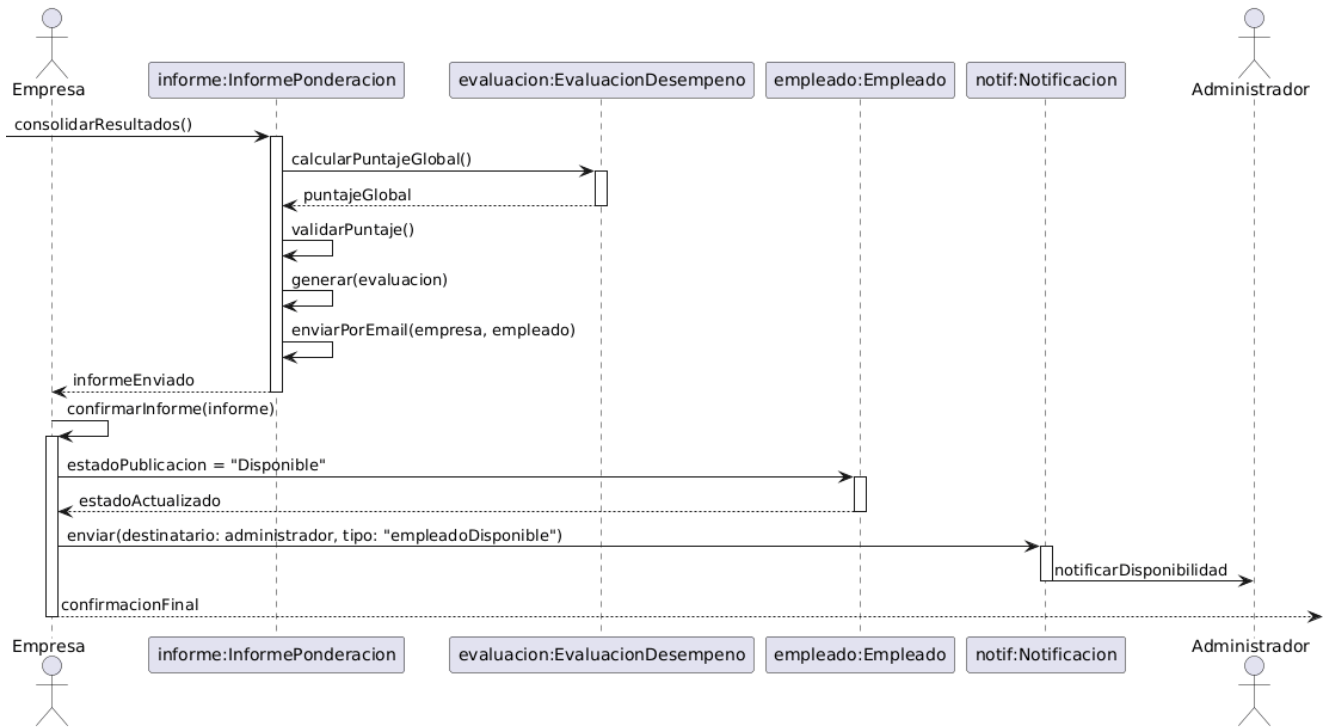 Empresa
informe:InformePonderacion
evaluacion:EvaluacionDesempeno
empleado:Empleado
notif:Notificacion
Administrador
consolidarResultados()
calcularPuntajeGlobal()
puntajeGlobal
validarPuntaje()
generar(evaluacion)
enviarPorEmail(empresa, empleado)
informeEnviado
confirmarInforme(informe)
estadoPublicacion = "Disponible"
estadoActualizado
enviar(destinatario: administrador, tipo: "empleadoDisponible")
notificarDisponibilidad
confirmacionFinal
Empresa
informe:InformePonderacion
evaluacion:EvaluacionDesempeno
empleado:Empleado
notif:Notificacion
Administrador